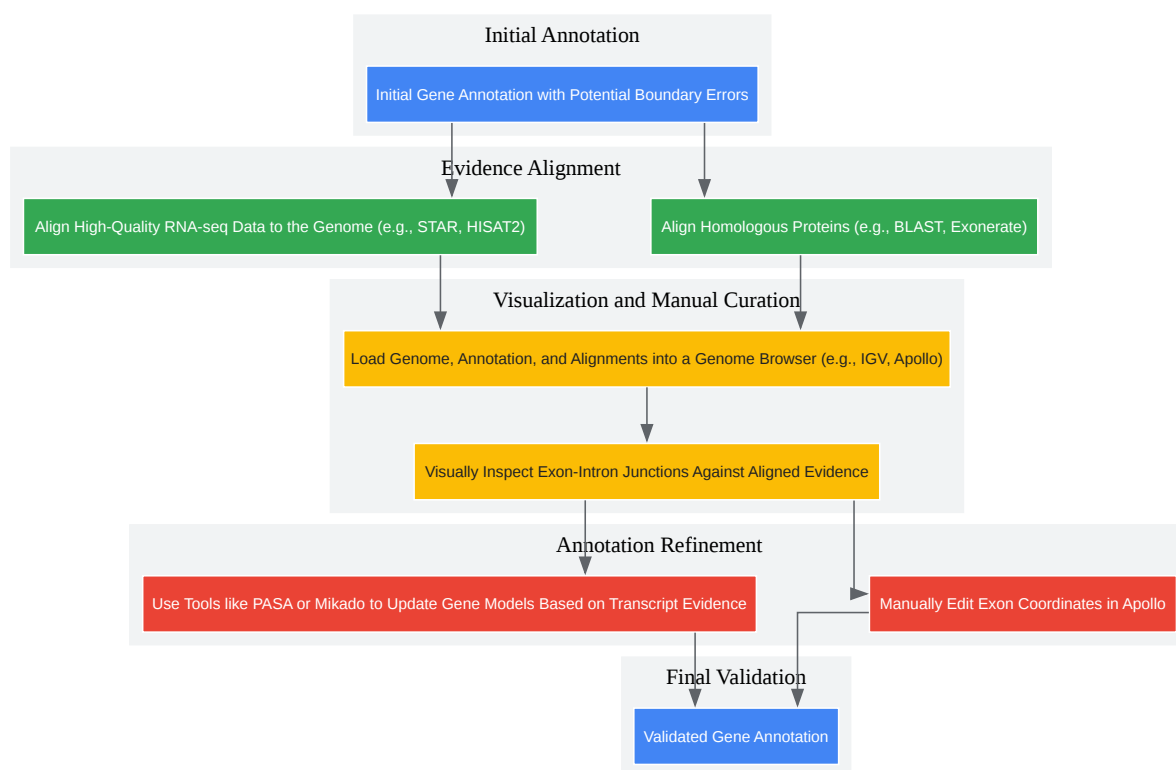 Initial Annotation
Initial Gene Annotation with Potential Boundary Errors
Evidence Alignment
Align High-Quality RNA-seq Data to the Genome (e.g., STAR, HISAT2)
Align Homologous Proteins (e.g., BLAST, Exonerate)
Visualization and Manual Curation
Load Genome, Annotation, and Alignments into a Genome Browser (e.g., IGV, Apollo)
Visually Inspect Exon-Intron Junctions Against Aligned Evidence
Annotation Refinement
Use Tools like PASA or Mikado to Update Gene Models Based on Transcript Evidence
Manually Edit Exon Coordinates in Apollo
Final Validation
Validated Gene Annotation